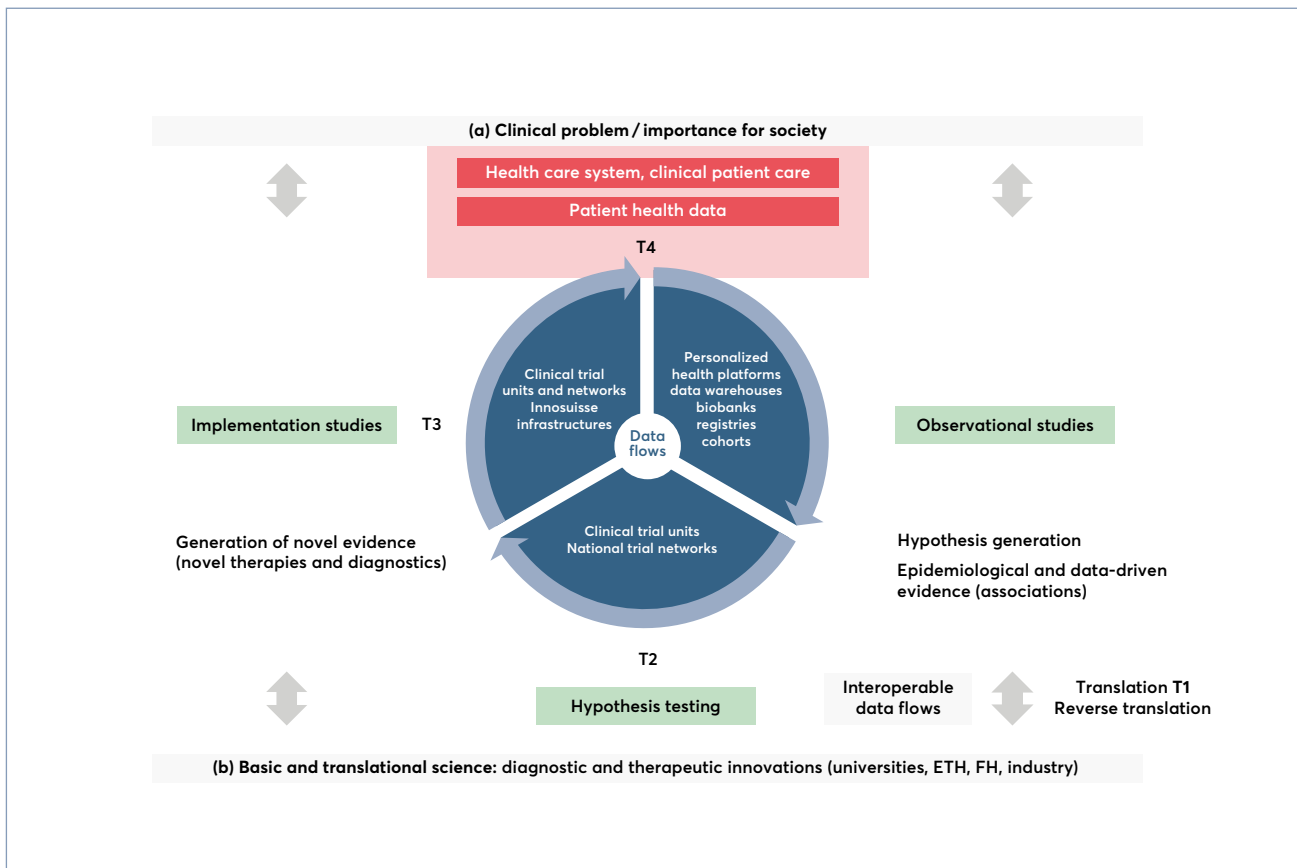 (a) Clinical problem / importance for society
Health care system, clinical patient care
Patient health data
T4
Clinical trial
units and networks
Innosuisse
infrastructures
Personalized
health platforms
data warehouses
biobanks
registries
cohorts
Data
flows
Implementation studies
T3
Observational studies
Clinical trial units
National trial networks
Generation of novel evidence
(novel therapies and diagnostics)
Hypothesis generation
Epidemiological and data-driven
evidence (associations)
T2
Hypothesis testing
Interoperable
data flows
Translation T1
Reverse translation
(b) Basic and translational science: diagnostic and therapeutic innovations (universities, ETH, FH, industry)